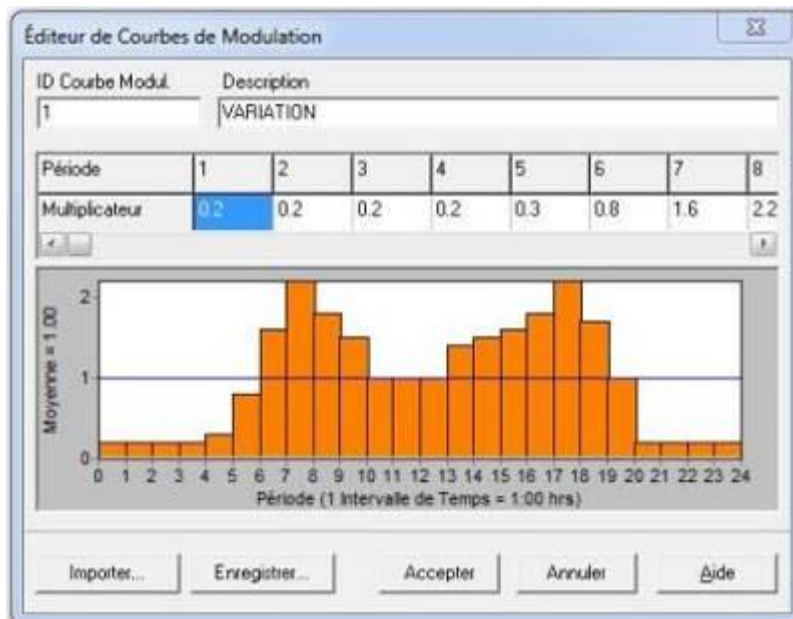 Éditeur de Courbes de Modulation
ID Courbe Modul. Description
1 VARIATION
Période 1 2 3 4 5 6 7 8
Multiplicateur 0.2 0.2 0.2 0.2 0.3 0.8 1.6 2.2
Moyenne = 1.00
2
1
0
0 1 2 3 4 5 6 7 8 9 10 11 12 13 14 15 16 17 18 19 20 21 22 23 24
Période (1 Intervalle de Temps = 1:00 hrs)
Importer... Enregistrer... Accepter Annuler Aide